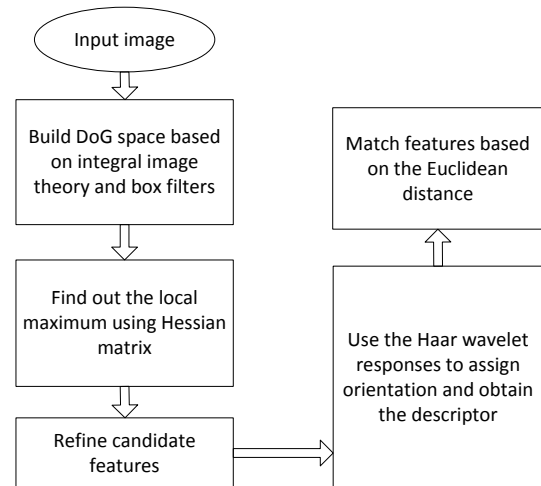 Input image
Build DoG space based
on integral image
theory and box filters
Find out the local
maximum using Hessian
matrix
Refine candidate
features
Use the Haar wavelet
responses to assign
orientation and obtain
the descriptor
Match features based
on the Euclidean
distance